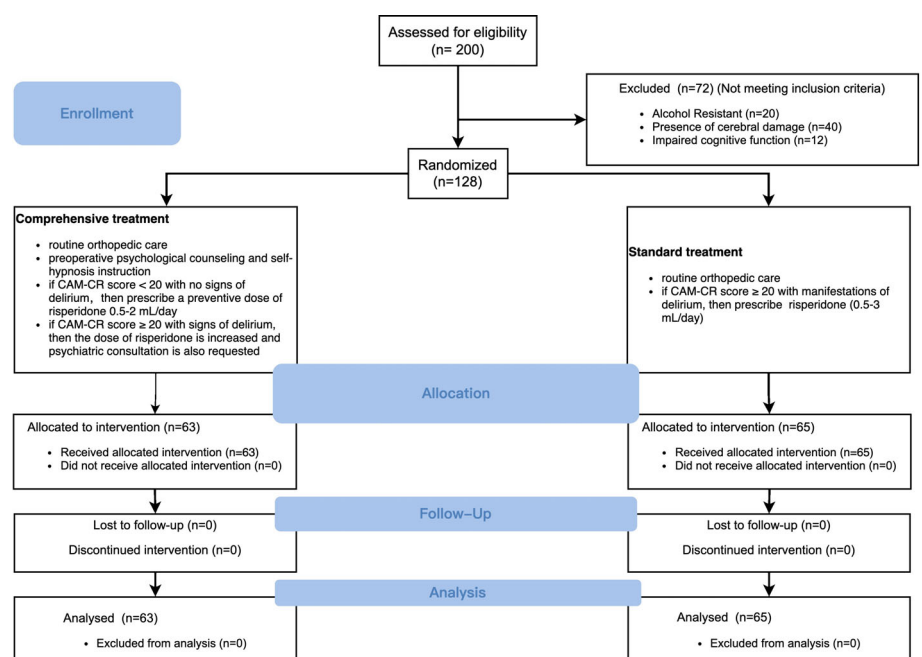 Assessed for eligibility
(n= 200)
Enrollment
Excluded (n=72) (Not meeting inclusion criteria)
• Alcohol Resistant (n=20)
• Presence of cerebral damage (n=40)
• Impaired cognitive function (n=12)
Randomized
(n=128)
Comprehensive treatment
• routine orthopedic care
• preoperative psychological counseling and self-
hypnosis instruction
• if CAM-CR score < 20 with no signs of
delirium, then prescribe a preventive dose of
risperidone 0.5-2 mL/day
• if CAM-CR score ≥ 20 with signs of delirium,
then the dose of risperidone is increased and
psychiatric consultation is also requested
Standard treatment
• routine orthopedic care
• if CAM-CR score ≥ 20 with manifestations of
delirium, then prescribe risperidone (0.5-3
mL/day)
Allocation
Allocated to intervention (n=63)
• Received allocated intervention (n=63)
• Did not receive allocated intervention (n=0)
Allocated to intervention (n=65)
• Received allocated intervention (n=65)
• Did not receive allocated intervention (n=0)
Follow-Up
Lost to follow-up (n=0)
Discontinued intervention (n=0)
Lost to follow-up (n=0)
Discontinued intervention (n=0)
Analysis
Analysed (n=63)
• Excluded from analysis (n=0)
Analysed (n=65)
• Excluded from analysis (n=0)